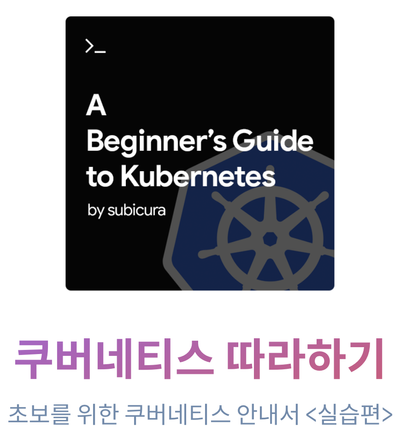 A
Beginner’s Guide
to Kubernetes
by subicura
쿠버네티스 따라하기
초보를 위한 쿠버네티스 안내서 <실습편>